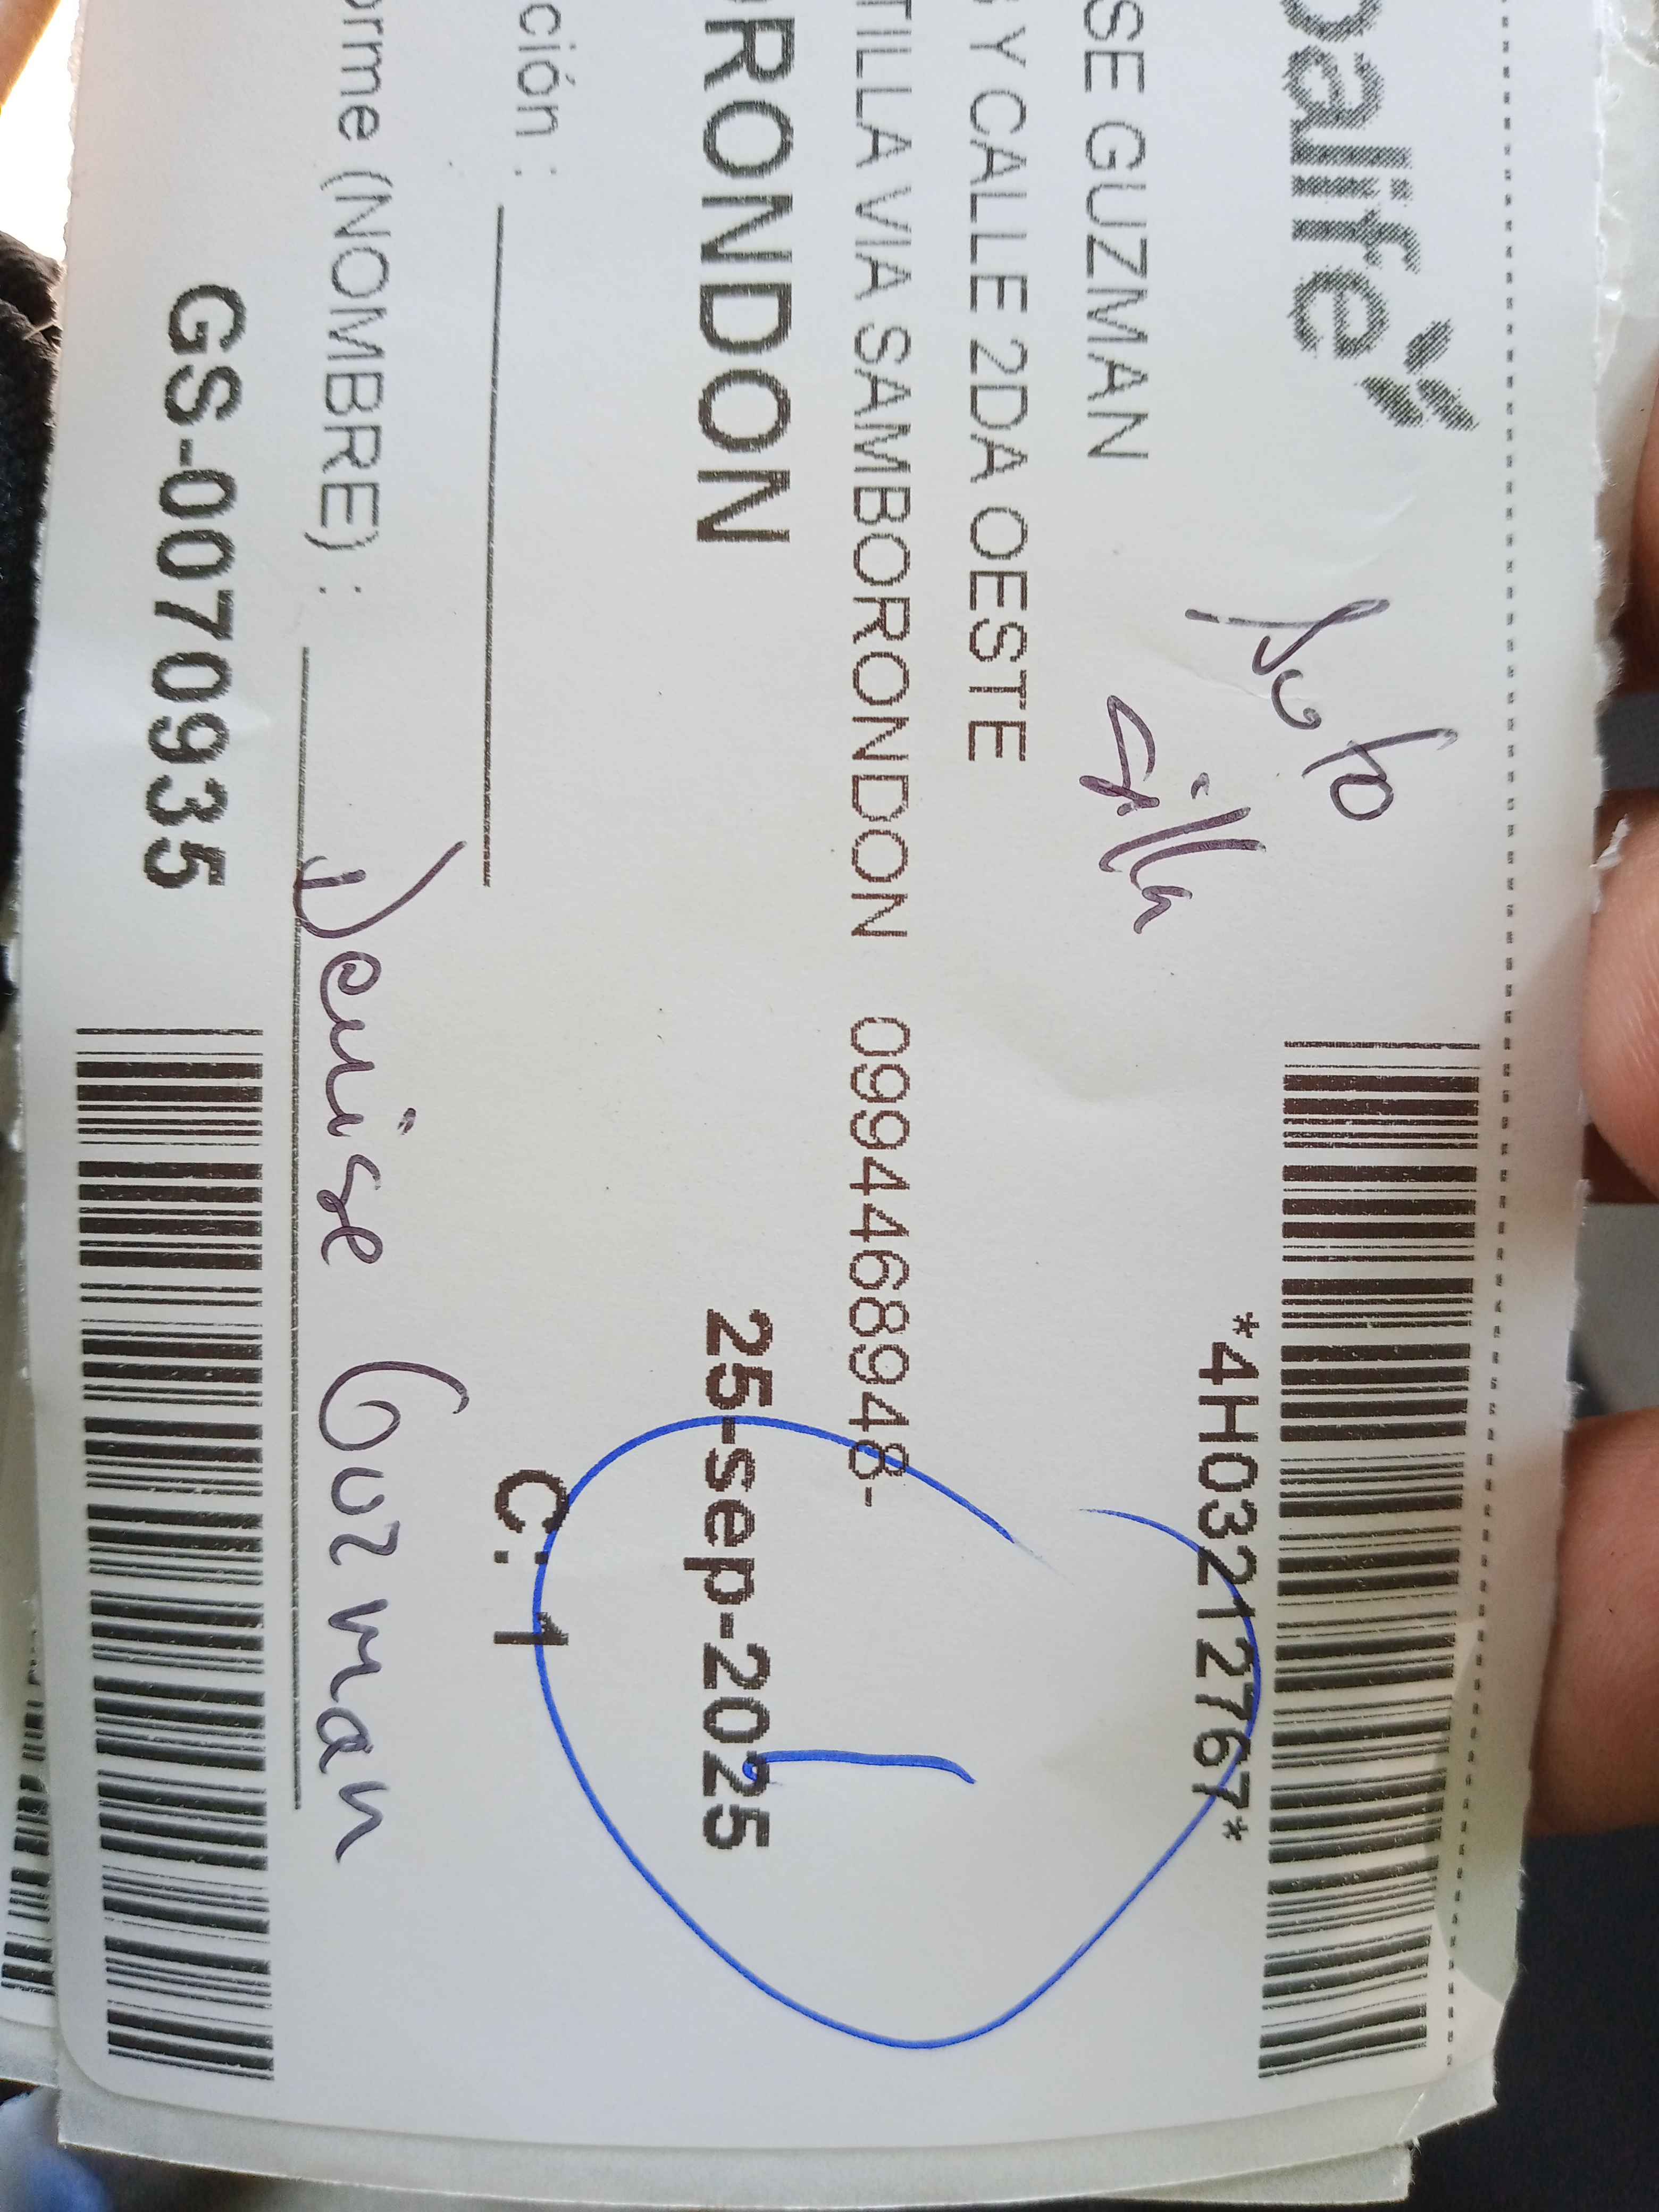 balife
*4H03212767*
SE GUZMAN
Y CALLE 2DA OESTE
TILLA VIA SAMBORONDON 0994468948-
RONDON 25-sep-2025
ción : C: 1
orme (NOMBRE) : Denise Guzman
GS-0070935